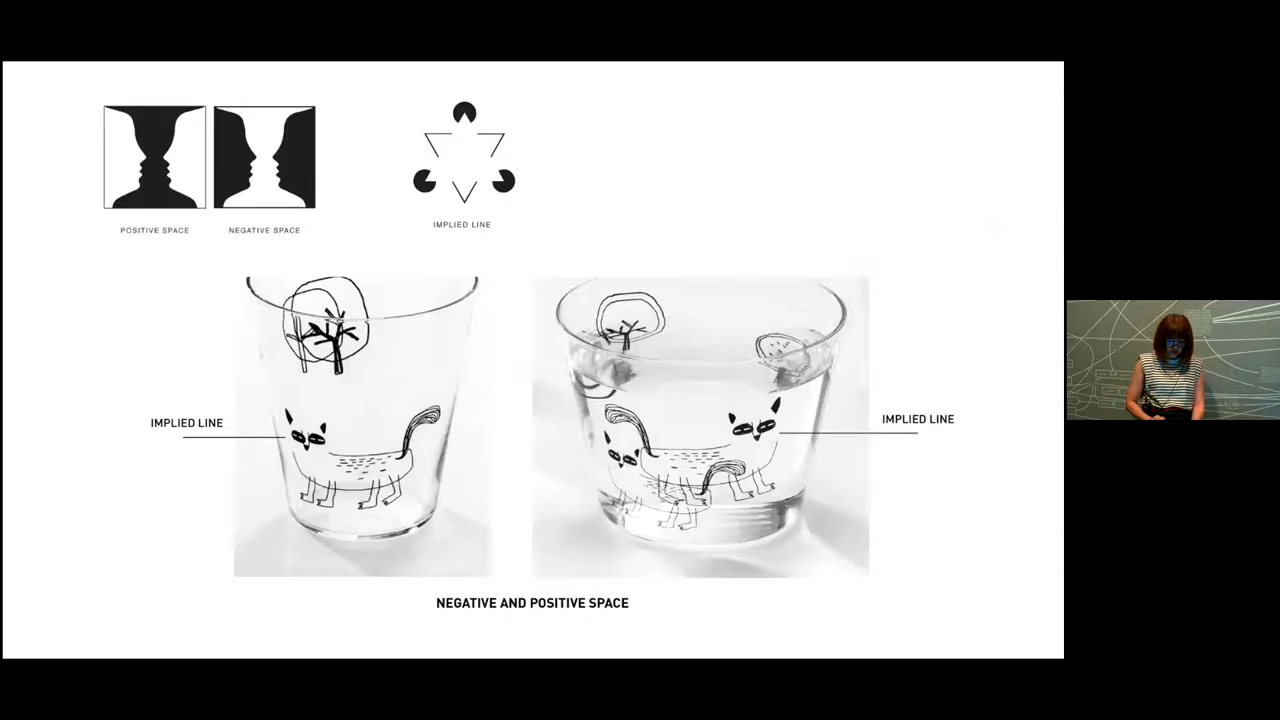 POSITIVE SPACE
NEGATIVE SPACE
IMPLIED LINE
IMPLIED LINE
IMPLIED LINE
NEGATIVE AND POSITIVE SPACE